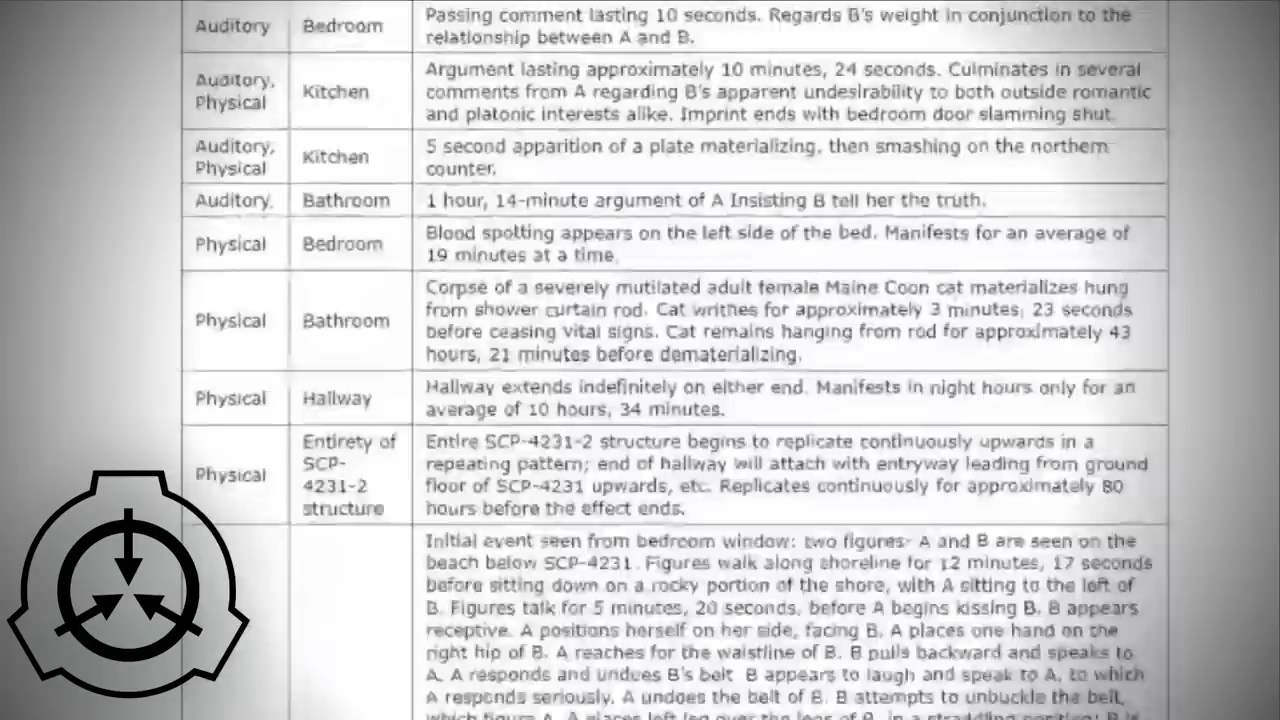 Auditory Bedroom Passing comment lasting 10 seconds. Regards B's weight in conjunction to the
relationship between A and B.
Auditory, Physical Kitchen Argument lasting approximately 10 minutes, 24 seconds. Culminates in several
comments from A regarding B's apparent undesirability to both outside romantic
and platonic interests alike. Imprint ends with bedroom door slamming shut.
Auditory, Physical Kitchen 5 second apparition of a plate materializing, then smashing on the northern
counter.
Auditory, Bathroom 1 hour, 14-minute argument of A Insisting B tell her the truth.
Physical Bedroom Blood spotting appears on the left side of the bed. Manifests for an average of
19 minutes at a time.
Physical Bathroom Corpse of a severely mutilated adult female Maine Coon cat materializes hung
from shower curtain rod. Cat writhes for approximately 3 minutes, 23 seconds
before ceasing vital signs. Cat remains hanging from rod for approximately 43
hours, 21 minutes before dematerializing.
Physical Hallway Hallway extends indefinitely on either end. Manifests in night hours only for an
average of 10 hours, 34 minutes.
Physical Entirety of SCP-4231-2 structure Entire SCP-4231-2 structure begins to replicate continuously upwards in a
repeating pattern; end of hallway will attach with entryway leading from ground
floor of SCP-4231 upwards, etc. Replicates continuously for approximately 80
hours before the effect ends.
Initial event seen from bedroom window: two figures- A and B are seen on the
beach below SCP-4231. Figures walk along shoreline for 12 minutes, 17 seconds
before sitting down on a rocky portion of the shore, with A sitting to the left of
B. Figures talk for 5 minutes, 20 seconds, before A begins kissing B. B appears
receptive. A positions herself on her side, facing B. A places one hand on the
right hip of B. A reaches for the waistline of B. B pulls backward and speaks to
A. A responds and undoes B's belt. B appears to laugh and speak to A, to which
A responds seriously. A undoes the belt of B. B attempts to unbuckle the belt,